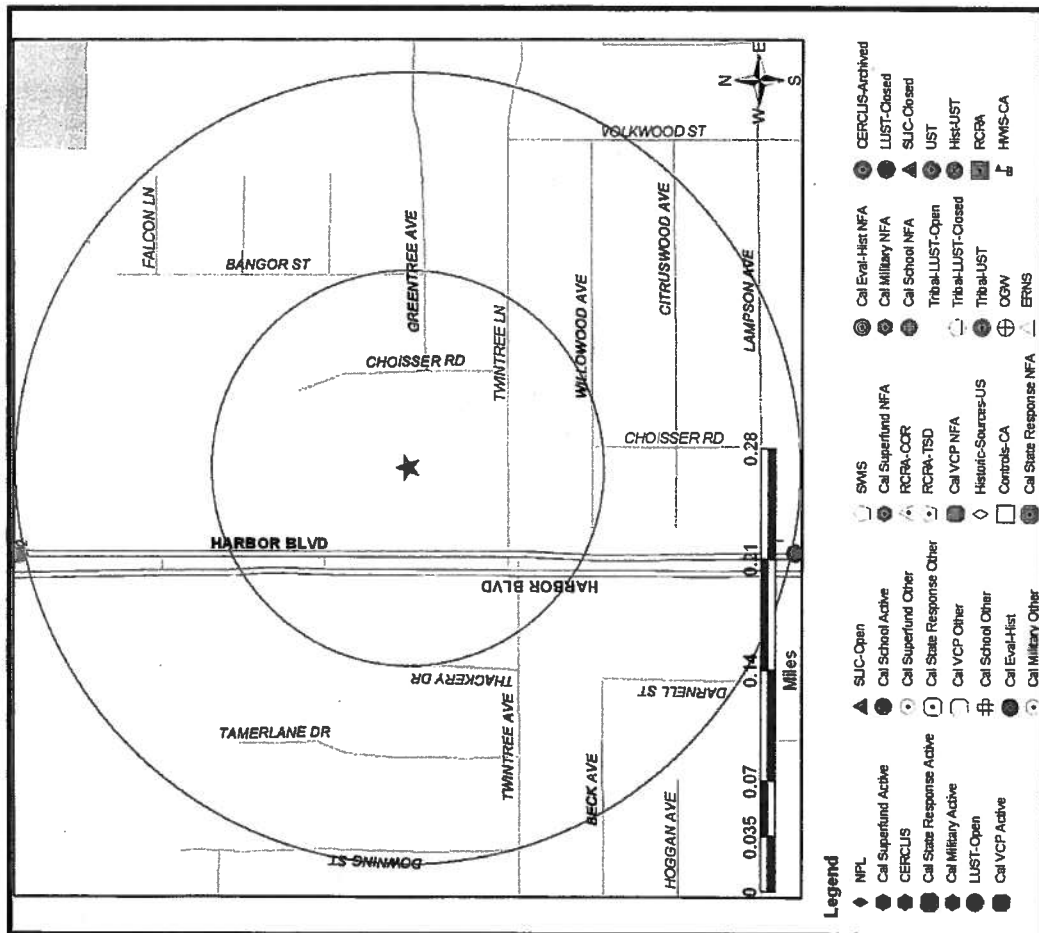 FALCON LN
BANGOR ST
GREENTREE AVE
CHOISSER RD
TWINTREE LN
VOLKWOOD ST
WILLOWOOD AVE
CITRUSWOOD AVE
CHOISSER RD
LAMPSON AVE
HARBOR BLVD
HARBOR BLVD
THACKERY DR
TAMERLANE DR
TWINTREE AVE
DARNELL ST
BECK AVE
DOWNING ST
HOGGAN AVE
N
W E
S
0 0.035 0.07 0.14 0.21 0.28
Miles
Legend
NPL
Cal Superfund Active
CERCLIS
Cal State Response Active
Cal Military Active
LUST-Open
Cal VCP Active
SLIC-Open
Cal School Active
Cal Superfund Other
Cal State Response Other
Cal VCP Other
Cal School Other
Cal Eval-Hist
Cal Military Other
SWIS
Cal Superfund NFA
RCRA-COR
RCRA-TSD
Cal VCP NFA
Historic-Sources-US
Controls-CA
Cal State Response NFA
Cal Eval-Hist NFA
Cal Military NFA
Cal School NFA
Tribal-LUST-Open
Tribal-LUST-Closed
Tribal-UST
OGW
ERNS
CERCLIS-Archived
LUST-Closed
SLIC-Closed
UST
Hist-UST
RCRA
HWIS-CA